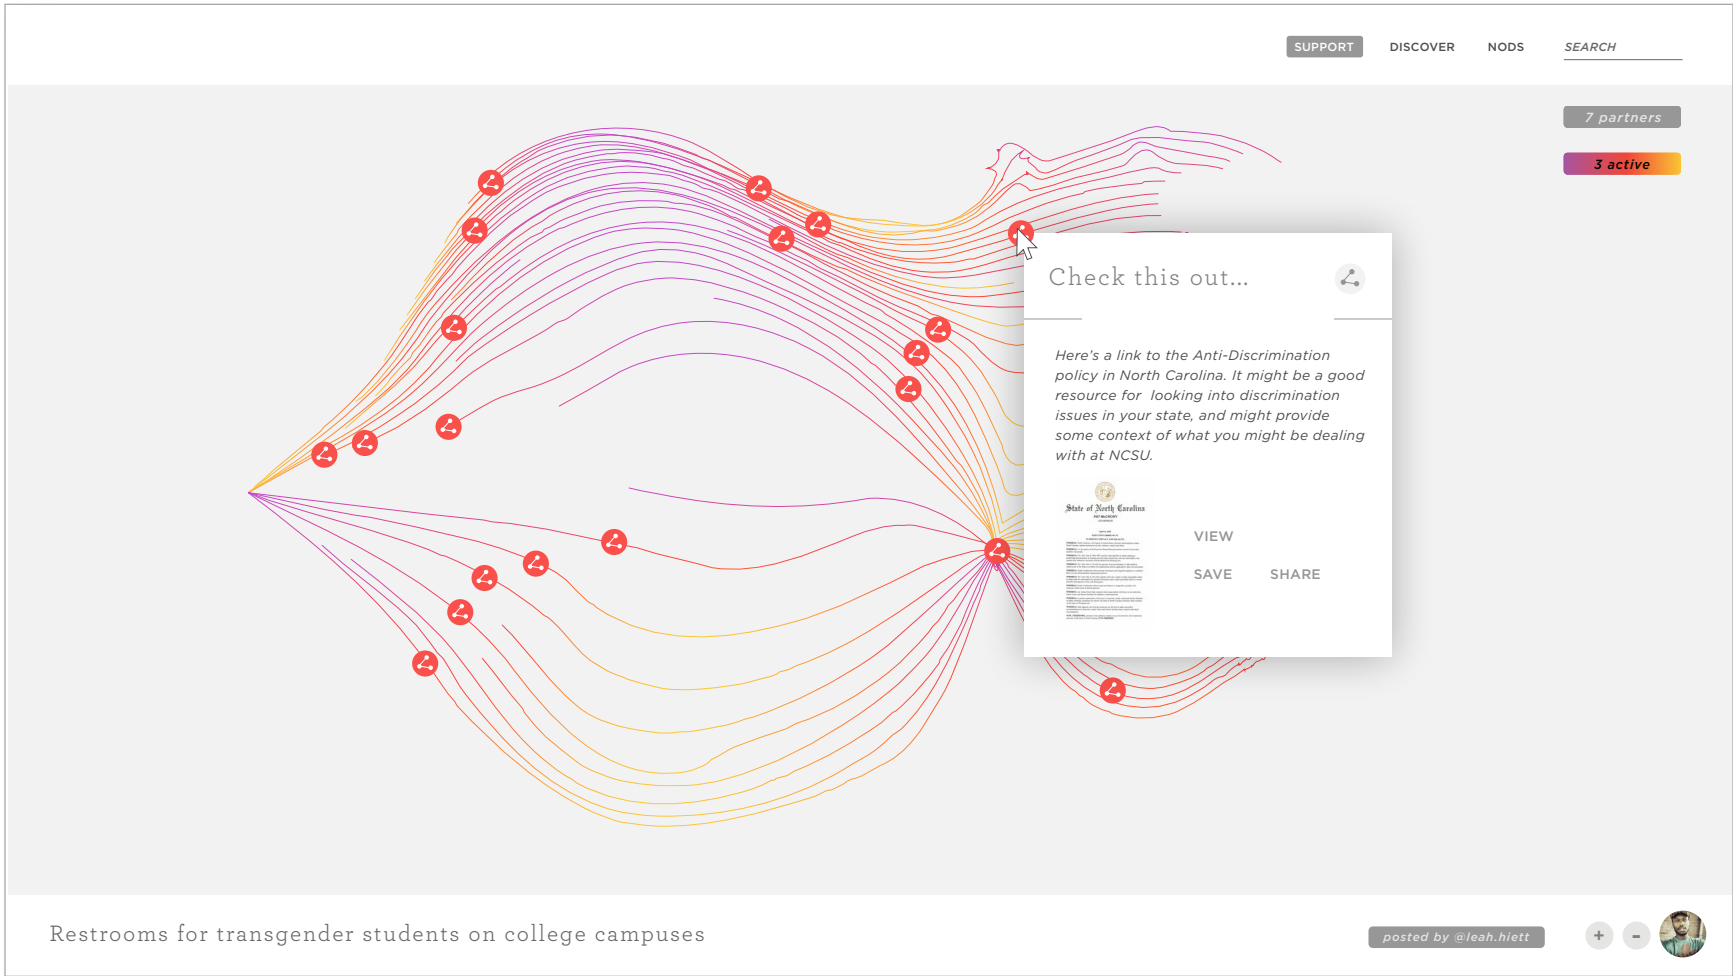 SUPPORT DISCOVER NODS SEARCH
7 partners
3 active
Check this out...
Here's a link to the Anti-Discrimination
policy in North Carolina. It might be a good
resource for  looking into discrimination
issues in your state, and might provide
some context of what you might be dealing
with at NCSU.
State of North Carolina
PAT McCRORY
GOVERNOR
VIEW
SAVE SHARE
Restrooms for transgender students on college campuses
posted by @leah.hiett
+ -